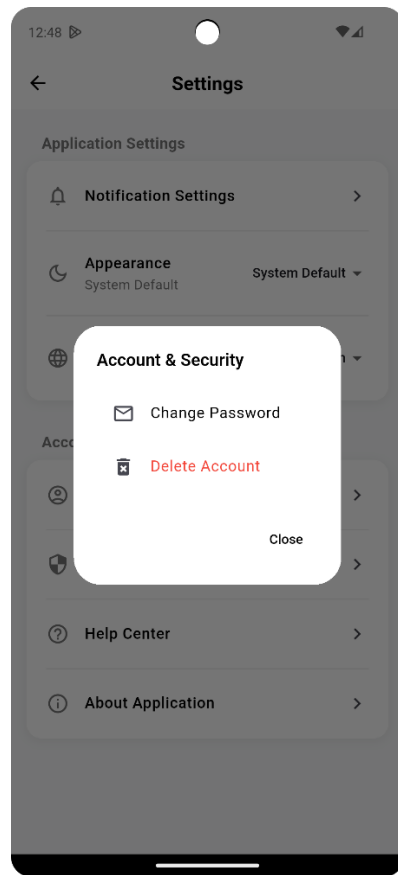 12:48
Settings
Application Settings
Notification Settings
Appearance
System Default
System Default
Account & Security
Change Password
Delete Account
Close
Help Center
About Application